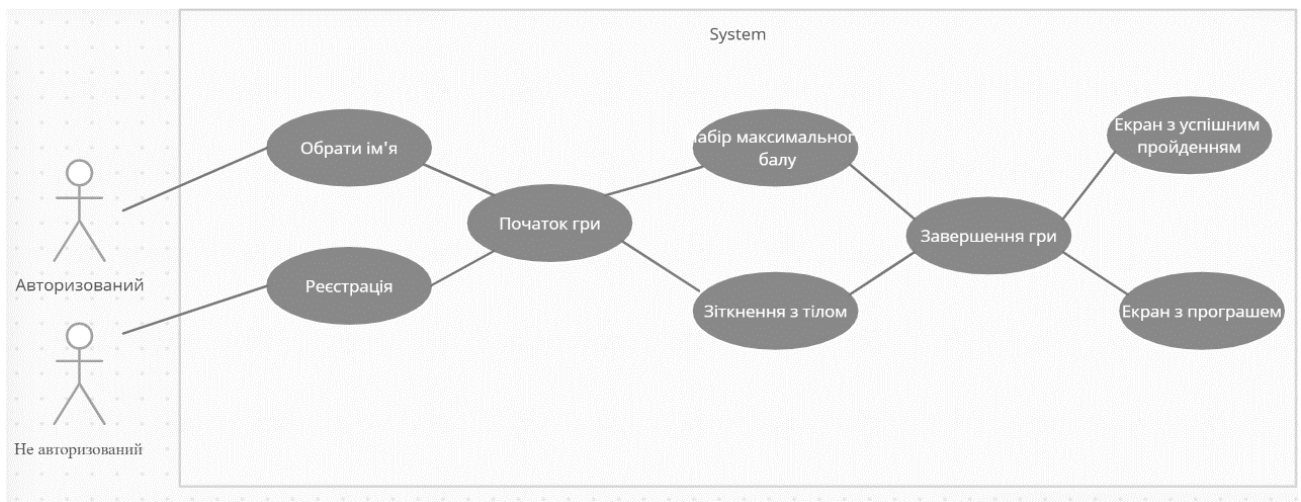 System
Обрати ім'я
Реєстрація
Початок гри
абір максимальног
балу
Зіткнення з тілом
Завершення гри
Екран з успішним
пройденням
Екран з програшем
Авторизований
Не авторизований